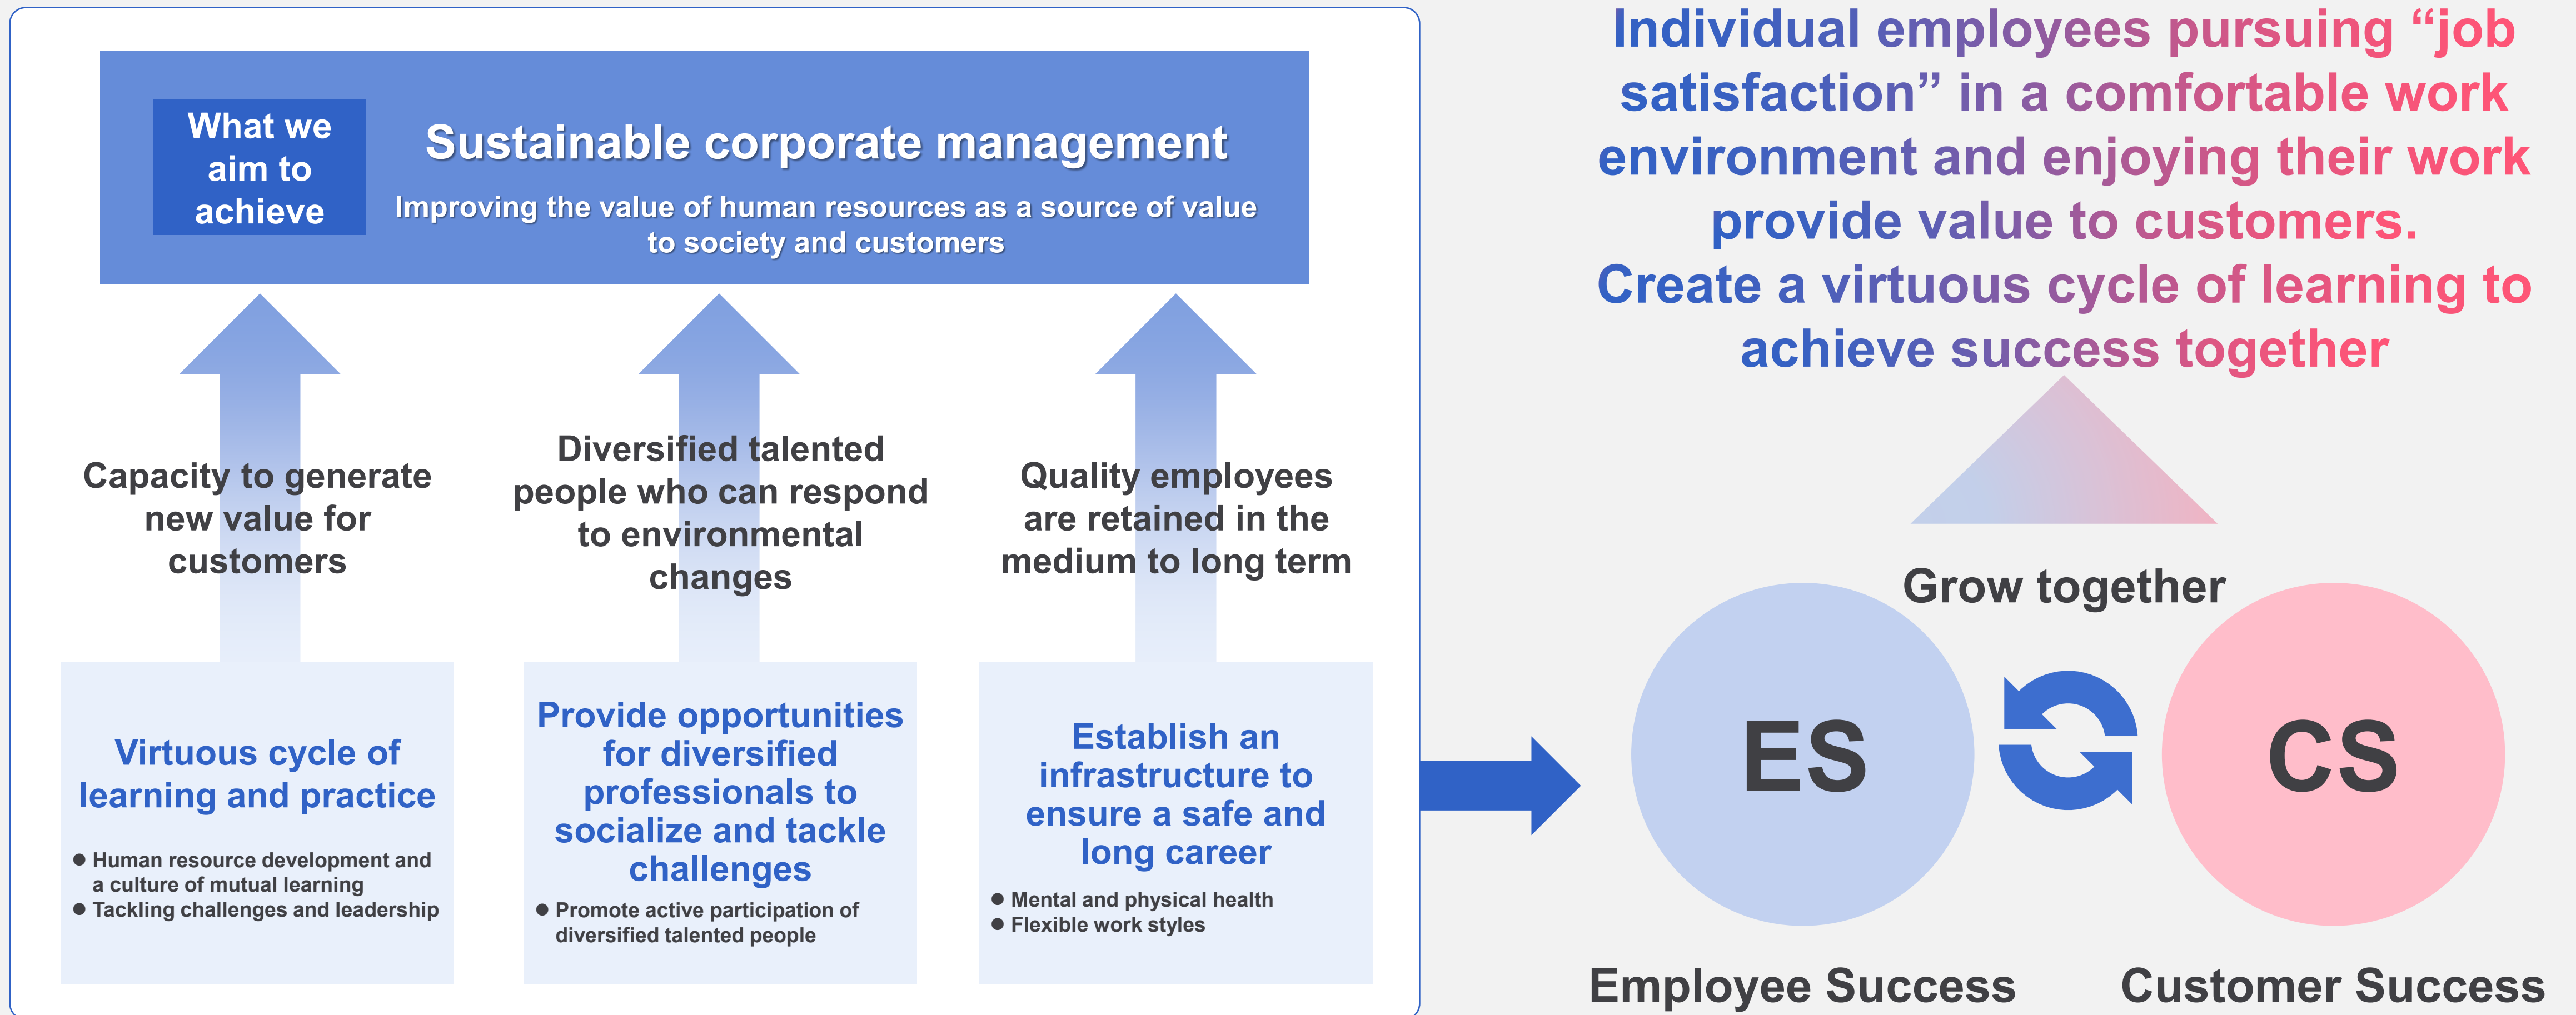 What we
aim to
achieve
Sustainable corporate management
Improving the value of human resources as a source of value
to society and customers
Capacity to generate
new value for
customers
Diversified talented
people who can respond
to environmental
changes
Quality employees
are retained in the
medium to long term
Virtuous cycle of
learning and practice
● Human resource development and
a culture of mutual learning
● Tackling challenges and leadership
Provide opportunities
for diversified
professionals to
socialize and tackle
challenges
● Promote active participation of
diversified talented people
Establish an
infrastructure to
ensure a safe and
long career
● Mental and physical health
● Flexible work styles
Individual employees pursuing “job
satisfaction” in a comfortable work
environment and enjoying their work
provide value to customers.
Create a virtuous cycle of learning to
achieve success together
Grow together
ES
CS
Employee Success
Customer Success